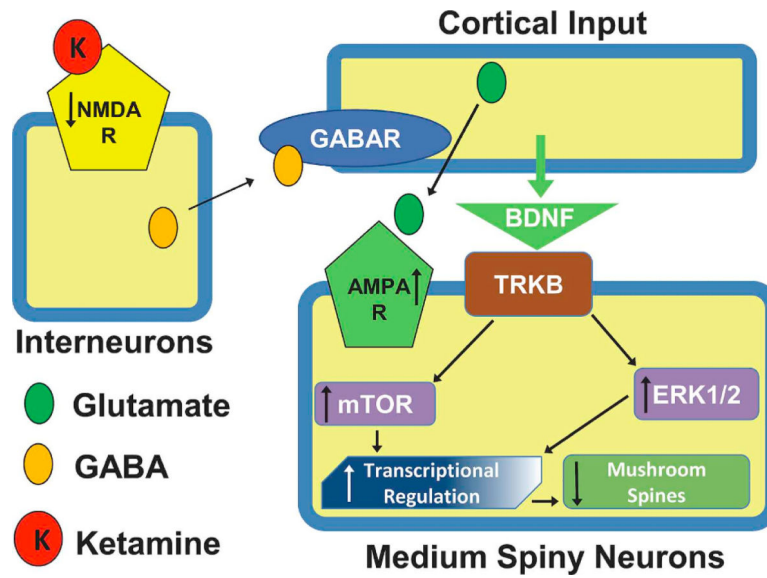 Cortical Input
K
NMDA
R
GABAR
BDNF
TRKB
AMPA
R
Interneurons
mTOR
ERK1/2
Glutamate
GABA
K
Ketamine
Transcriptional
Regulation
Mushroom
Spines
Medium Spiny Neurons